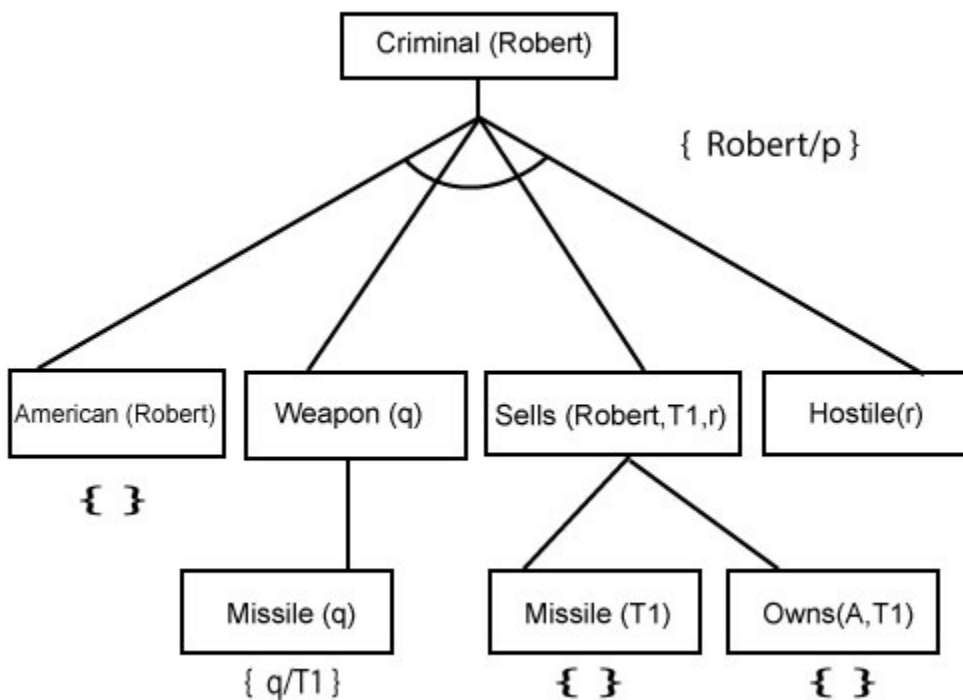 Criminal (Robert)
{ Robert/p }
American (Robert)
Weapon (q)
Sells (Robert,T1,r)
Hostile(r)
{ }
Missile (q)
Missile (T1)
Owns(A,T1)
{ q/T1 }
{ }
{ }